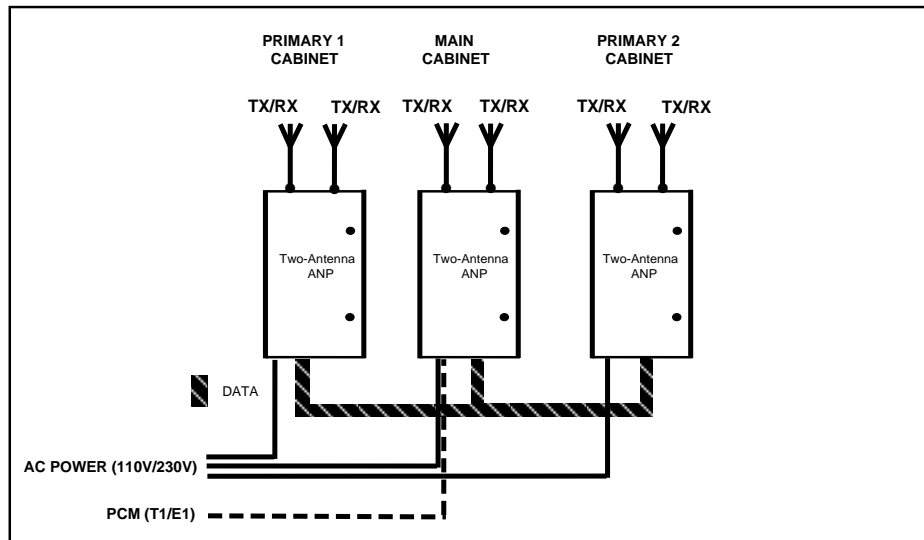 PRIMARY 1
CABINET
MAIN
CABINET
PRIMARY 2
CABINET
TX/RX
TX/RX
TX/RX
TX/RX
TX/RX
TX/RX
Two-Antenna
ANP
Two-Antenna
ANP
Two-Antenna
ANP
DATA
AC POWER (110V/230V)
PCM (T1/E1)